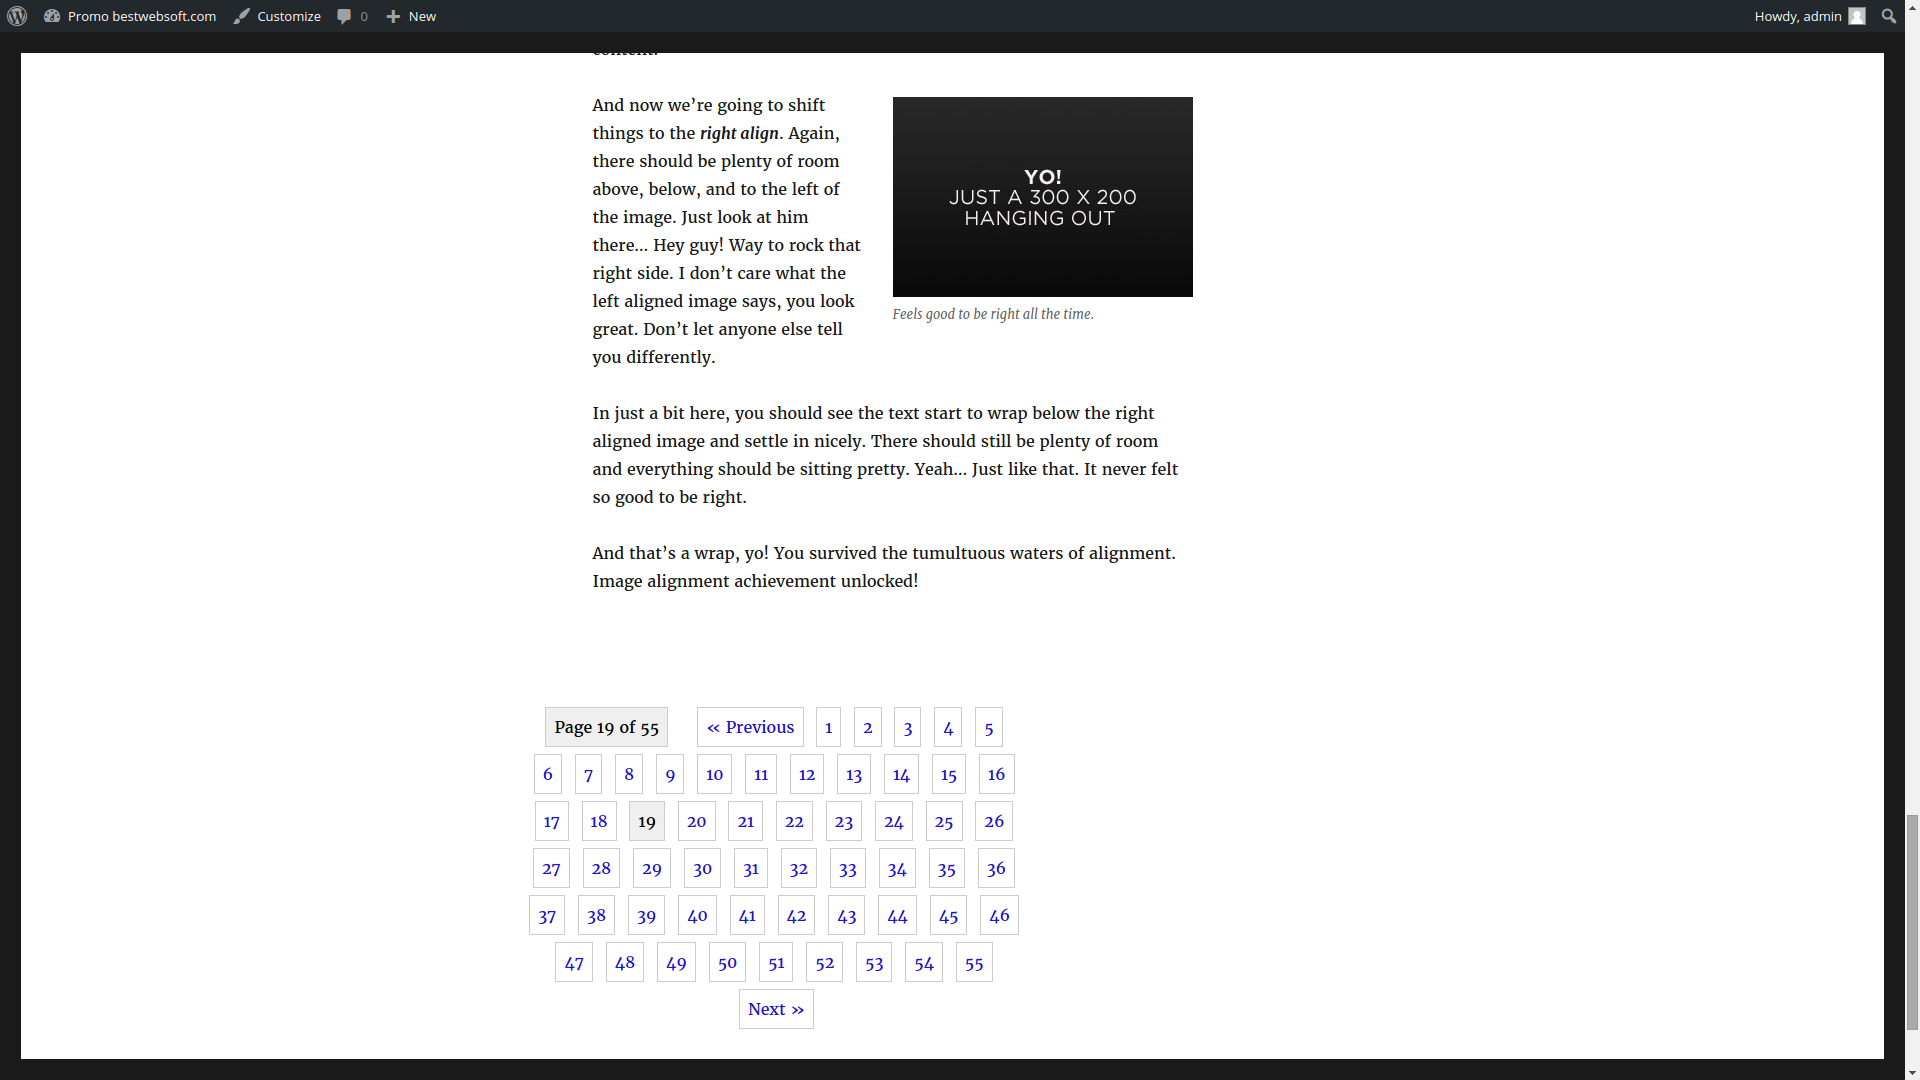 Promo bestwebsoft.com Customize 0 New Howdy, admin
content.
And now we’re going to shift
things to the right align. Again,
there should be plenty of room
above, below, and to the left of
the image. Just look at him
there… Hey guy! Way to rock that
right side. I don’t care what the
left aligned image says, you look
great. Don’t let anyone else tell
you differently.
YO!
JUST A 300 X 200
HANGING OUT
Feels good to be right all the time.
In just a bit here, you should see the text start to wrap below the right
aligned image and settle in nicely. There should still be plenty of room
and everything should be sitting pretty. Yeah… Just like that. It never felt
so good to be right.
And that’s a wrap, yo! You survived the tumultuous waters of alignment.
Image alignment achievement unlocked!
Page 19 of 55 « Previous 1 2 3 4 5
6 7 8 9 10 11 12 13 14 15 16
17 18 19 20 21 22 23 24 25 26
27 28 29 30 31 32 33 34 35 36
37 38 39 40 41 42 43 44 45 46
47 48 49 50 51 52 53 54 55
Next »